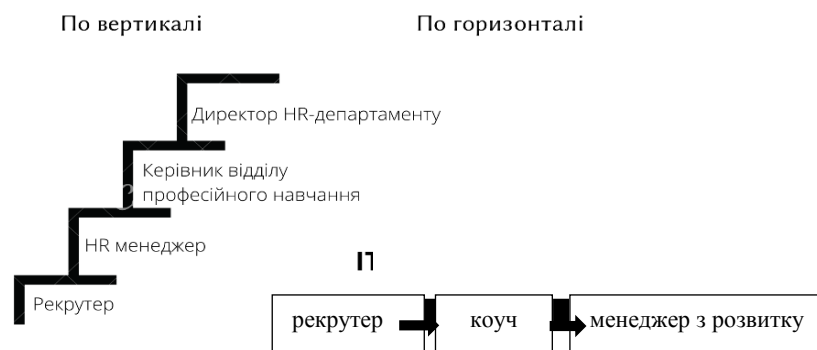 По вертикалі
По горизонталі
Директор HR-департаменту
Керівник відділу
професійного навчання
HR менеджер
Рекрутер
рекрутер
коуч
менеджер з розвитку